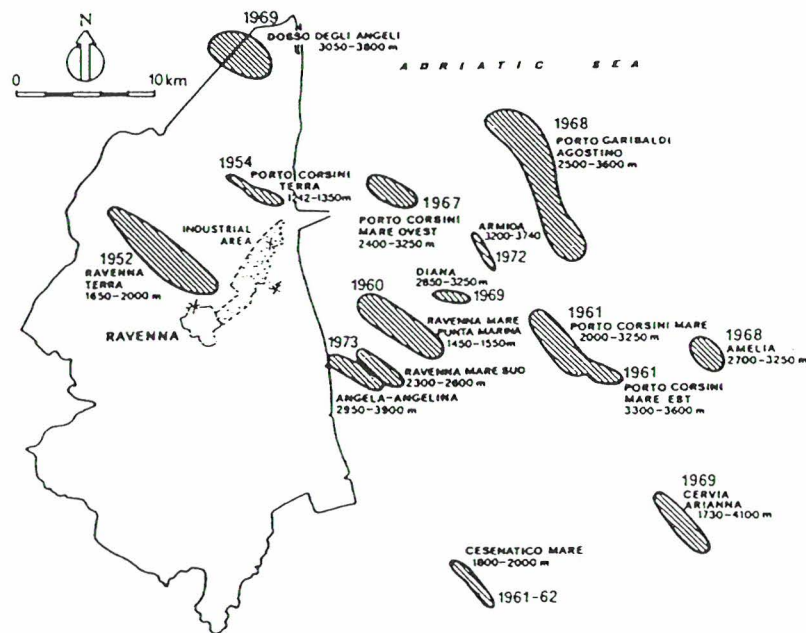 1969
DOSSO DEGLI ANGELI
3050-3800 m
N
0 10 km
ADRIATIC SEA
1968
PORTO GARIBALDI
AGOSTINO
2500-3600 m
1954
PORTO CORSINI
TERRA
1242-1350m
1967
PORTO CORSINI
MARE OVEST
2400-3250 m
ARMIDA
3200-3740
1972
INDUSTRIAL
AREA
1952
RAVENNA
TERRA
1650-2000 m
RAVENNA
DIANA
2850-3250m
1969
1960
RAVENNA MARE
PUNTA MARINA
1450-1550m
1961
PORTO CORSINI MARE
2000-3250 m
1968
AMELIA
2700-3250 m
1973
RAVENNA MARE SUD
2300-2600 m
ANGELA-ANGELINA
2950-3900 m
1961
PORTO CORSINI
MARE EST
3300-3600 m
1969
CERVIA
ARIANNA
1730-4100 m
CESENATICO MARE
1800-2000 m
1961-62